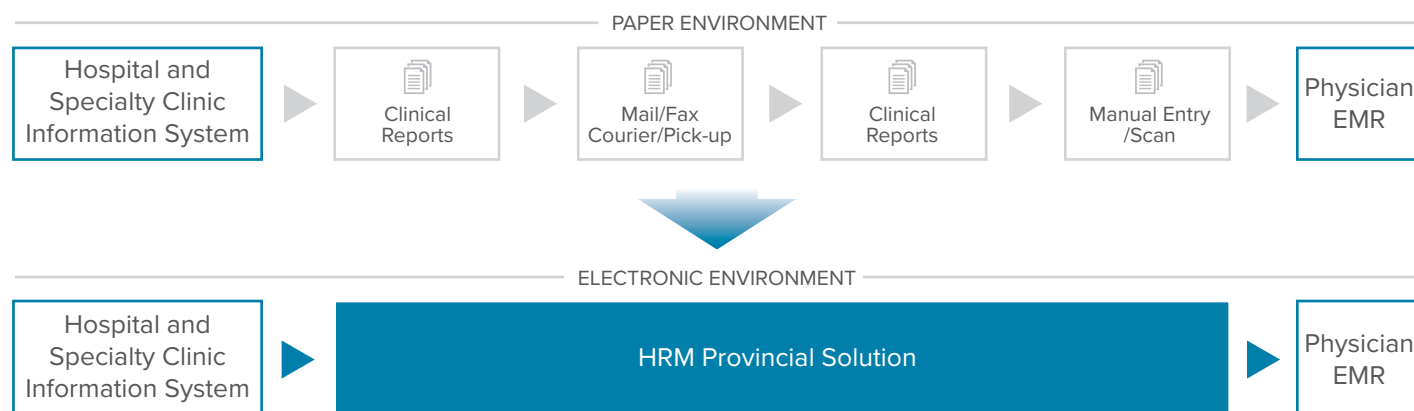 PAPER ENVIRONMENT
Hospital and
Specialty Clinic
Information System
Clinical
Reports
Mail/Fax
Courier/Pick-up
Clinical
Reports
Manual Entry
/Scan
Physician
EMR
ELECTRONIC ENVIRONMENT
Hospital and
Specialty Clinic
Information System
HRM Provincial Solution
Physician
EMR